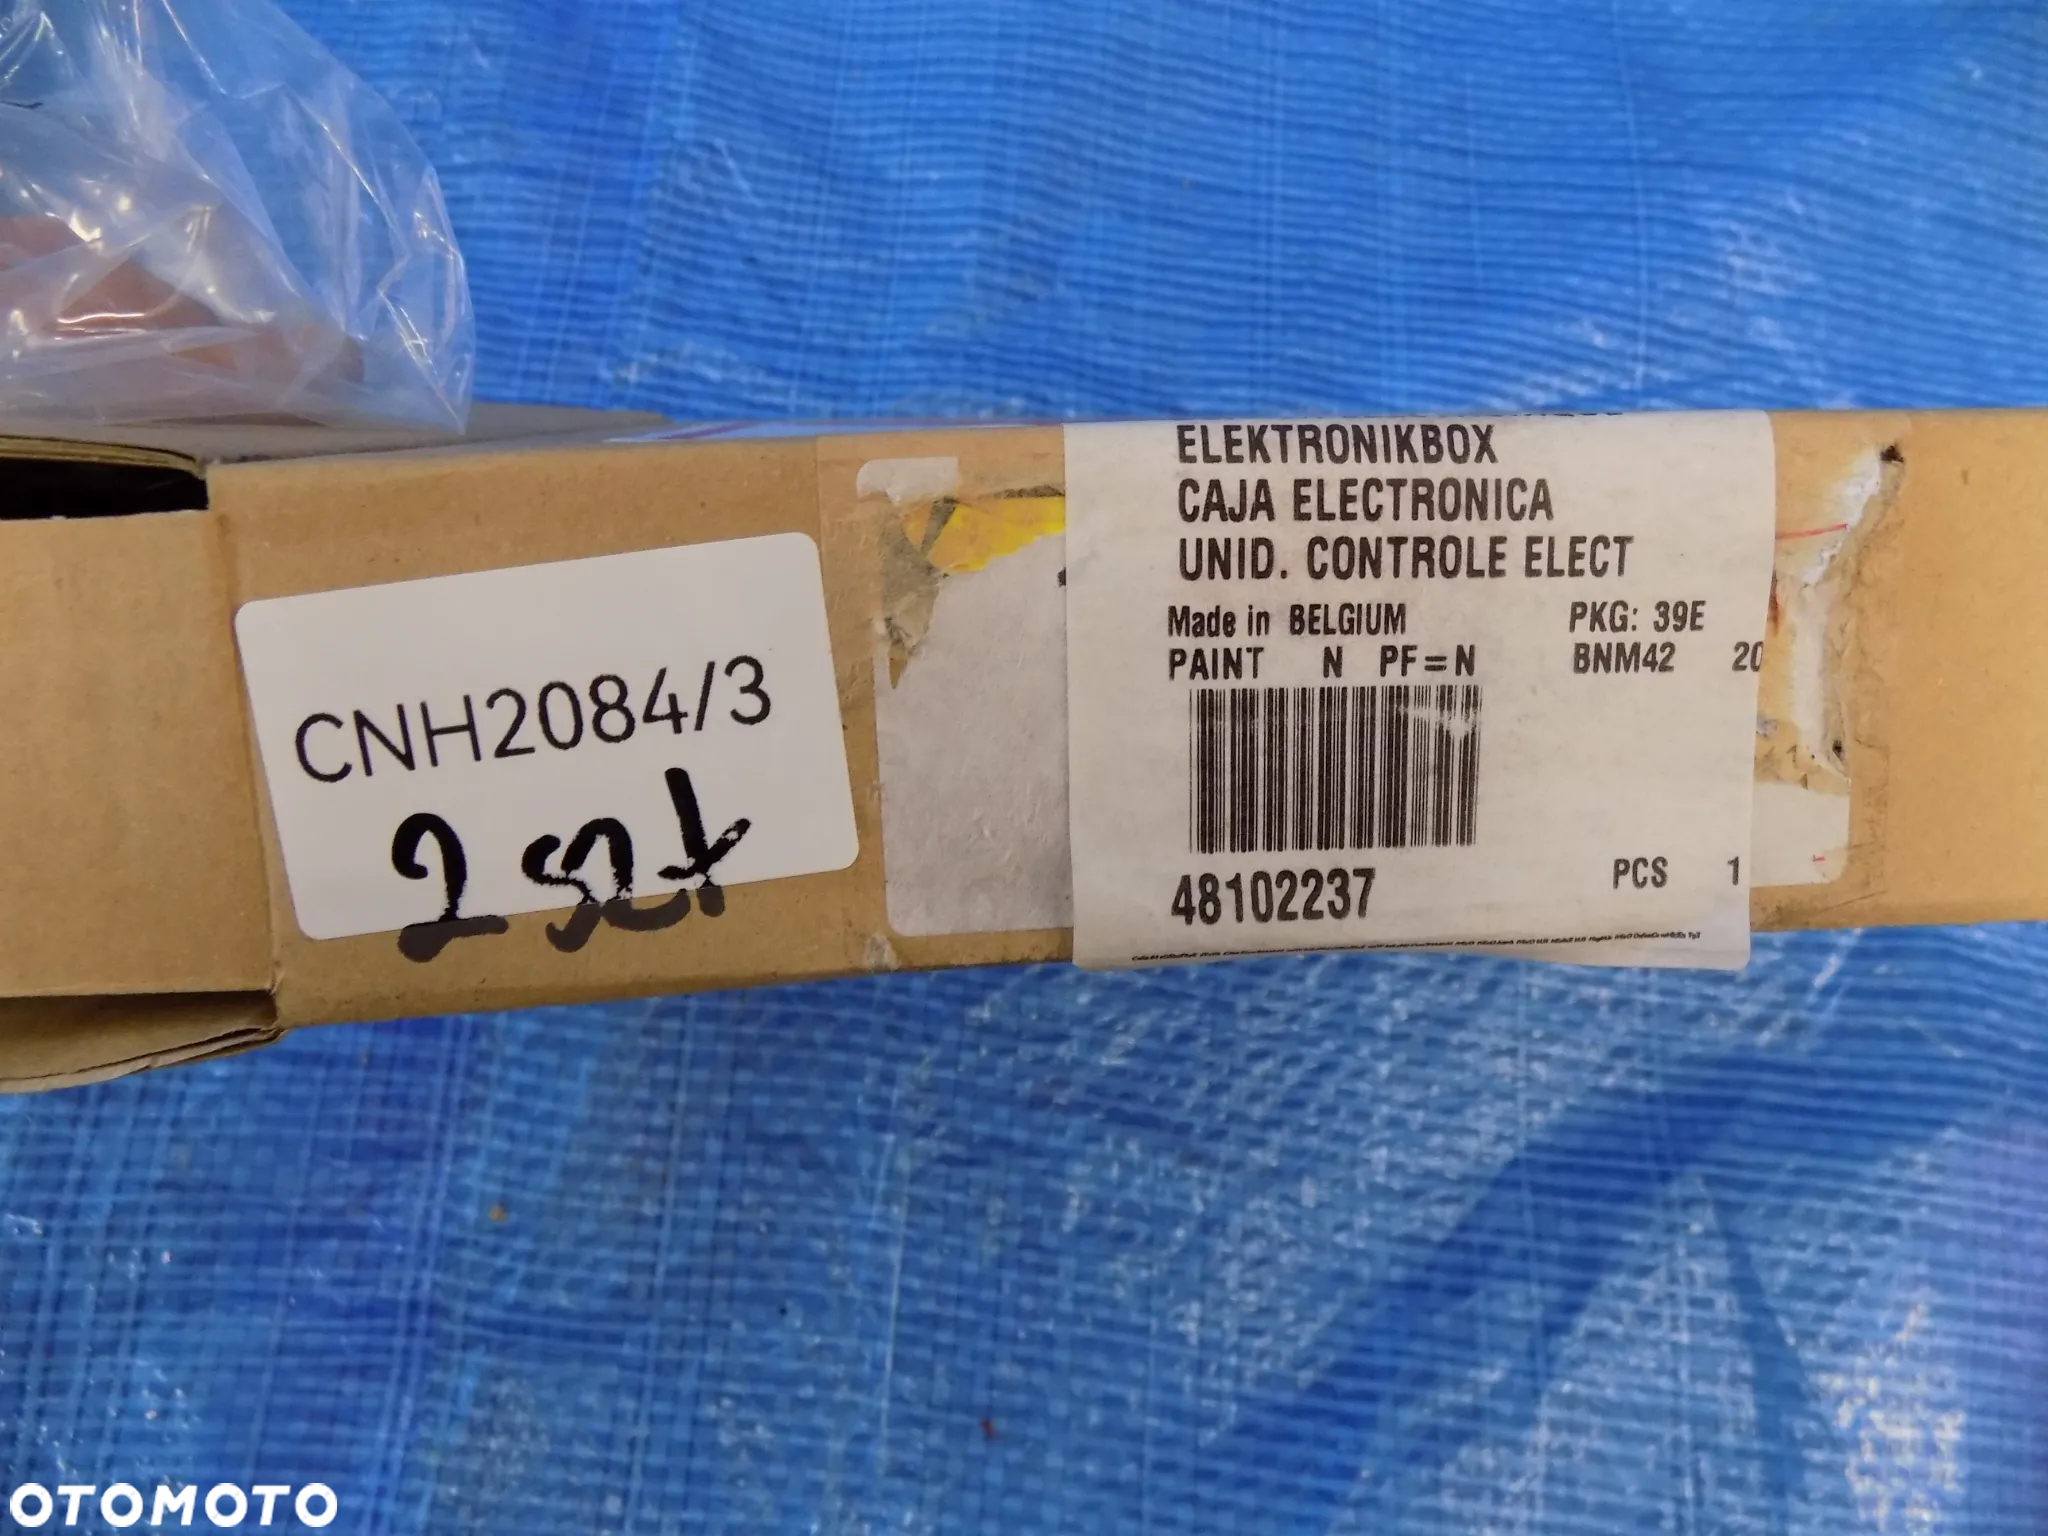 ELEKTRONIKBOX
CAJA ELECTRONICA
UNID. CONTROLE ELECT
Made in BELGIUM PKG: 39E
PAINT N PF=N BNM42 20
48102237 PCS 1
CNH2084/3
2 szt
OTOMOTO